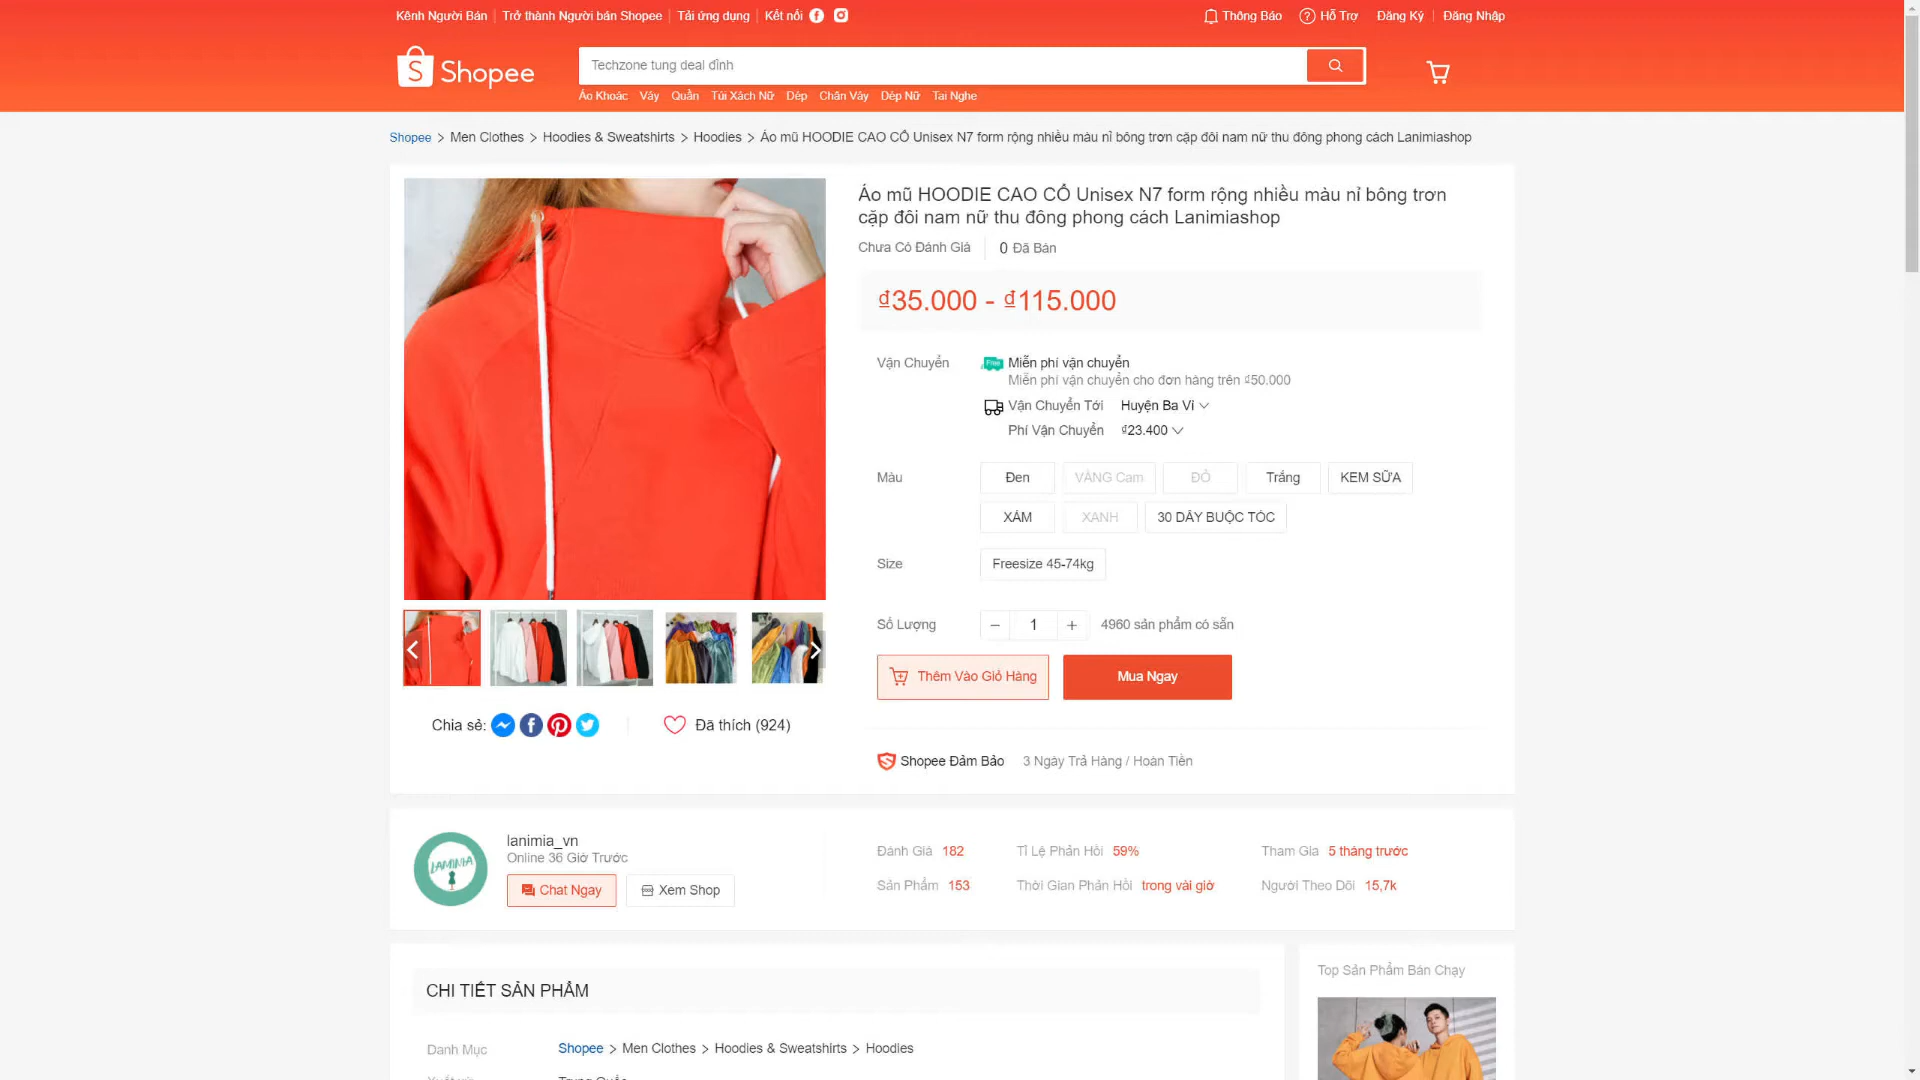 Kênh Người Bán
Trở thành Người bán Shopee
Tải ứng dụng
Kết nối
Thông Báo
Hỗ Trợ
Đăng Ký
Đăng Nhập
Shopee
Techzone tung deal đỉnh
Áo Khoác Váy Quần Túi Xách Nữ Dép Chân Váy Dép Nữ Tai Nghe
Shopee > Men Clothes > Hoodies & Sweatshirts > Hoodies > Áo mũ HOODIE CAO CỔ Unisex N7 form rộng nhiều màu nỉ bông trơn cặp đôi nam nữ thu đông phong cách Lanimiashop
Áo mũ HOODIE CAO CỔ Unisex N7 form rộng nhiều màu nỉ bông trơn
cặp đôi nam nữ thu đông phong cách Lanimiashop
Chưa Có Đánh Giá
0 Đã Bán
₫35.000 - ₫115.000
Vận Chuyển
Free
Miễn phí vận chuyển
Miễn phí vận chuyển cho đơn hàng trên ₫50.000
Vận Chuyển Tới Huyện Ba Vì
Phí Vận Chuyển ₫23.400
Màu
Đen VÀNG Cam ĐỎ Trắng KEM SỮA
XÁM XANH 30 DÂY BUỘC TÓC
Size
Freesize 45-74kg
Số Lượng
− 1 + 4960 sản phẩm có sẵn
Thêm Vào Giỏ Hàng
Mua Ngay
Chia sẻ:
Đã thích (924)
Shopee Đảm Bảo
3 Ngày Trả Hàng / Hoàn Tiền
LAMINIA
lanimia_vn
Online 36 Giờ Trước
Chat Ngay
Xem Shop
Đánh Giá 182
Tỉ Lệ Phản Hồi 59%
Tham Gia 5 tháng trước
Sản Phẩm 153
Thời Gian Phản Hồi trong vài giờ
Người Theo Dõi 15,7k
CHI TIẾT SẢN PHẨM
Danh Mục
Shopee > Men Clothes > Hoodies & Sweatshirts > Hoodies
Top Sản Phẩm Bán Chạy